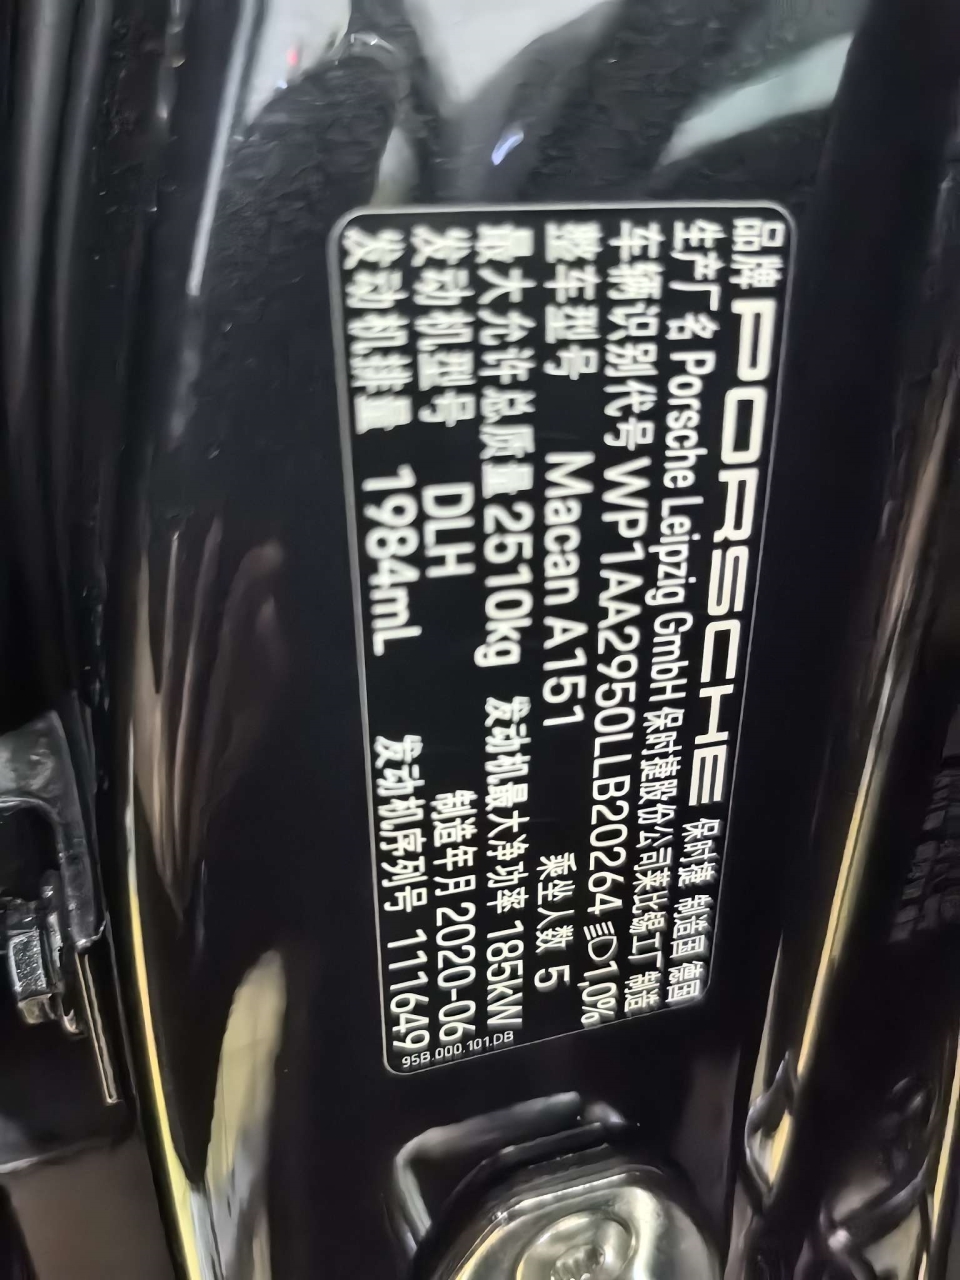 品牌 PORSCHE 保时捷 制造国 德国
生产厂名 Porsche Leipzig GmbH 保时捷股份公司莱比锡工厂 制造
车辆识别代号 WP1AA2950LLB20264 1,0%
整车型号 Macan A151 乘坐人数 5
最大允许总质量 2510kg 发动机最大净功率 185kW
发动机型号 DLH 制造年月 2020-06
发动机排量 1984mL 发动机序列号 111649
95B.000.101.DB